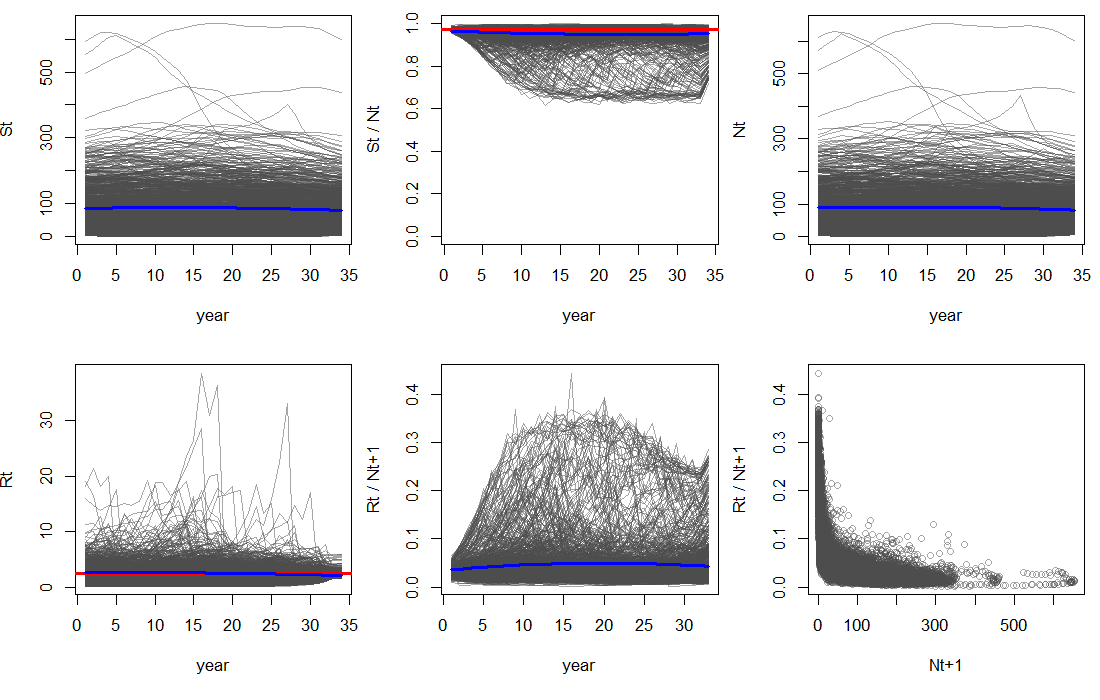 St
0 100 300 500
0 5 10 15 20 25 30 35
year
St / Nt
0.0 0.2 0.4 0.6 0.8 1.0
0 5 10 15 20 25 30 35
year
Nt
0 100 300 500
0 5 10 15 20 25 30 35
year
Rt
0 10 20 30
0 5 10 15 20 25 30 35
year
Rt / Nt+1
0.0 0.1 0.2 0.3 0.4
0 5 10 15 20 25 30
year
Rt / Nt+1
0.0 0.1 0.2 0.3 0.4
0 100 300 500
Nt+1